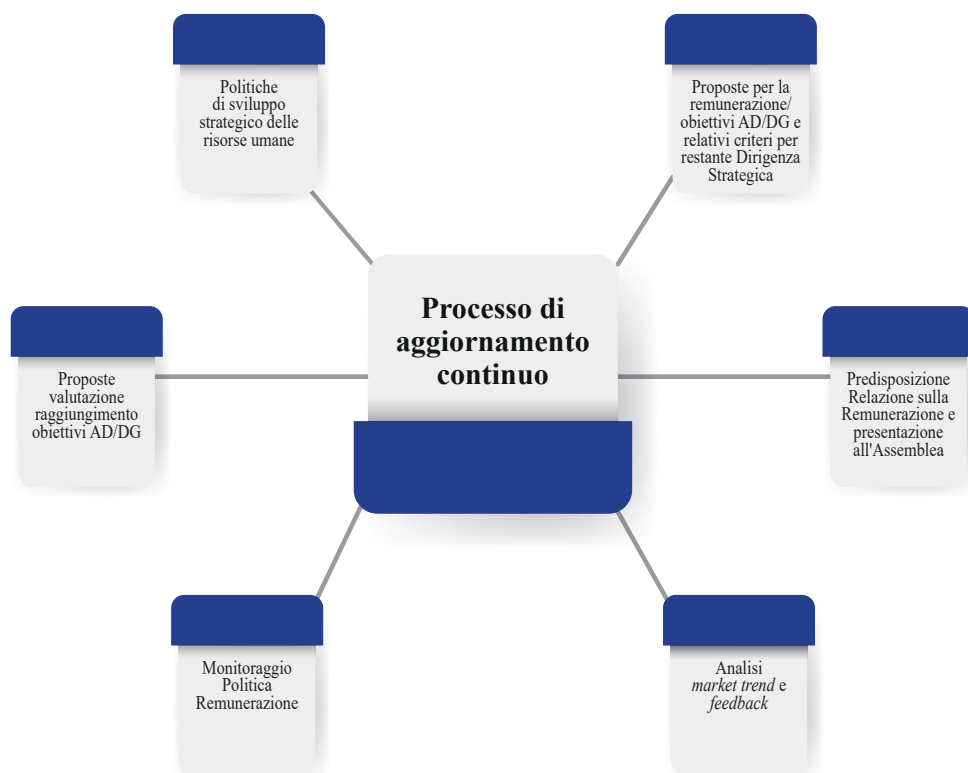 Politiche
di sviluppo
strategico delle
risorse umane
Proposte per la
remunerazione/
obiettivi AD/DG e
relativi criteri per
restante Dirigenza
Strategica
Processo di
aggiornamento
continuo
Proposte
valutazione
raggiungimento
obiettivi AD/DG
Predisposizione
Relazione sulla
Remunerazione e
presentazione
all'Assemblea
Monitoraggio
Politica
Remunerazione
Analisi
market trend e
feedback